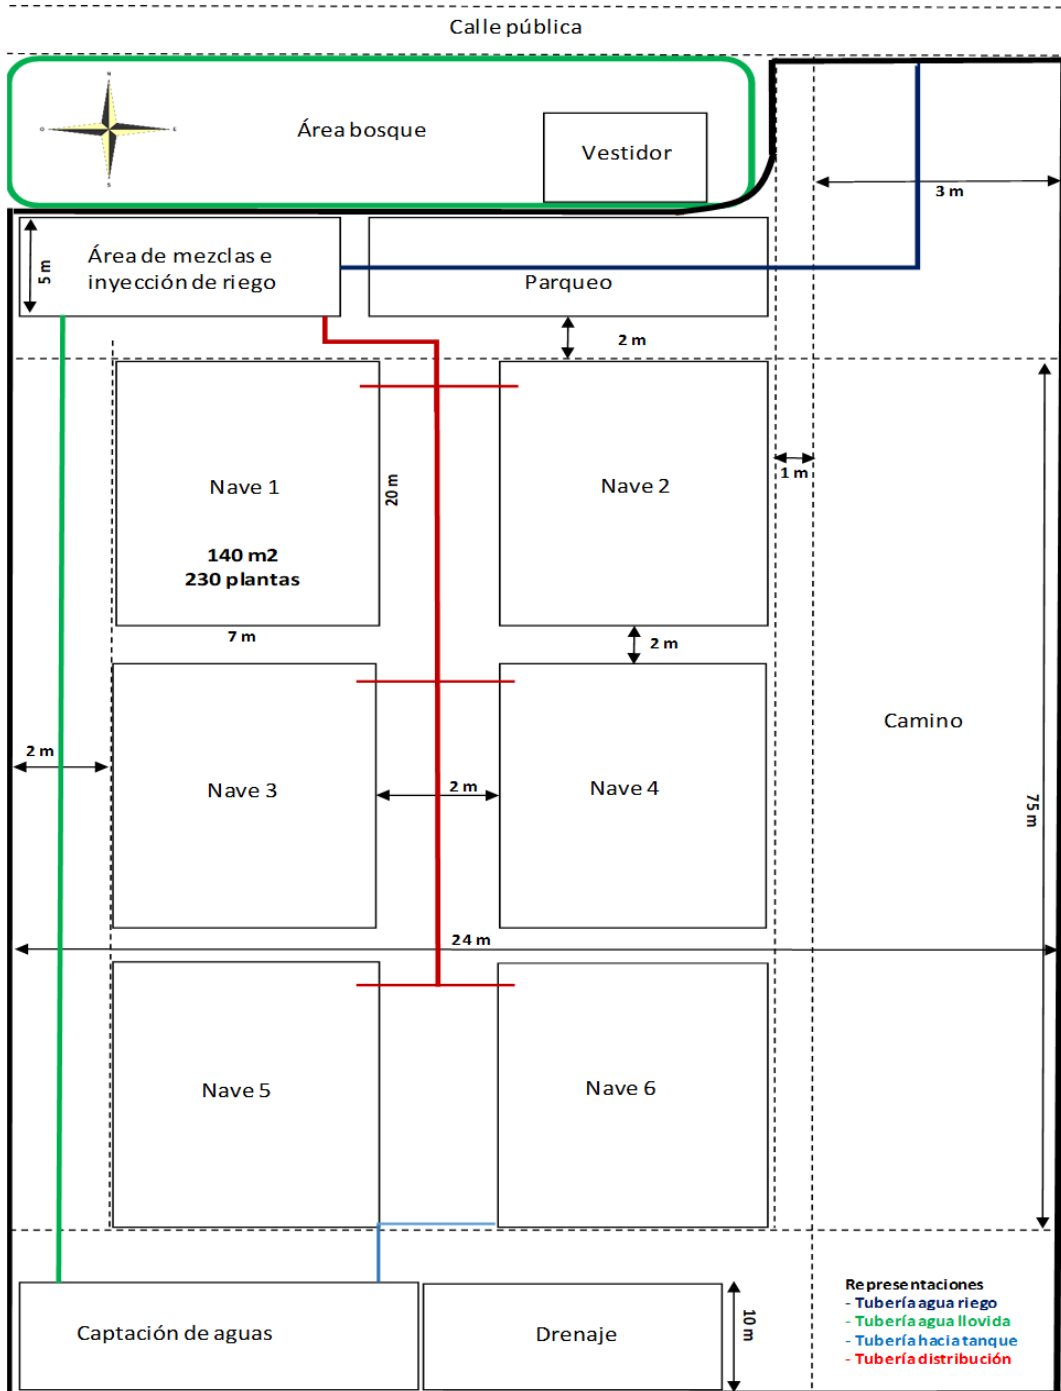 Calle pública
N
O
E
S
Área bosque
Vestidor
3 m
5 m
Área de mezclas e
inyección de riego
Parqueo
2 m
Nave 1
20 m
140 m2
230 plantas
7 m
Nave 2
1 m
2 m
2 m
Nave 3
2 m
Nave 4
Camino
75 m
24 m
Nave 5
Nave 6
Captación de aguas
Drenaje
10 m
Representaciones
- Tubería agua riego
- Tubería agua llovida
- Tubería hacia tanque
- Tubería distribución